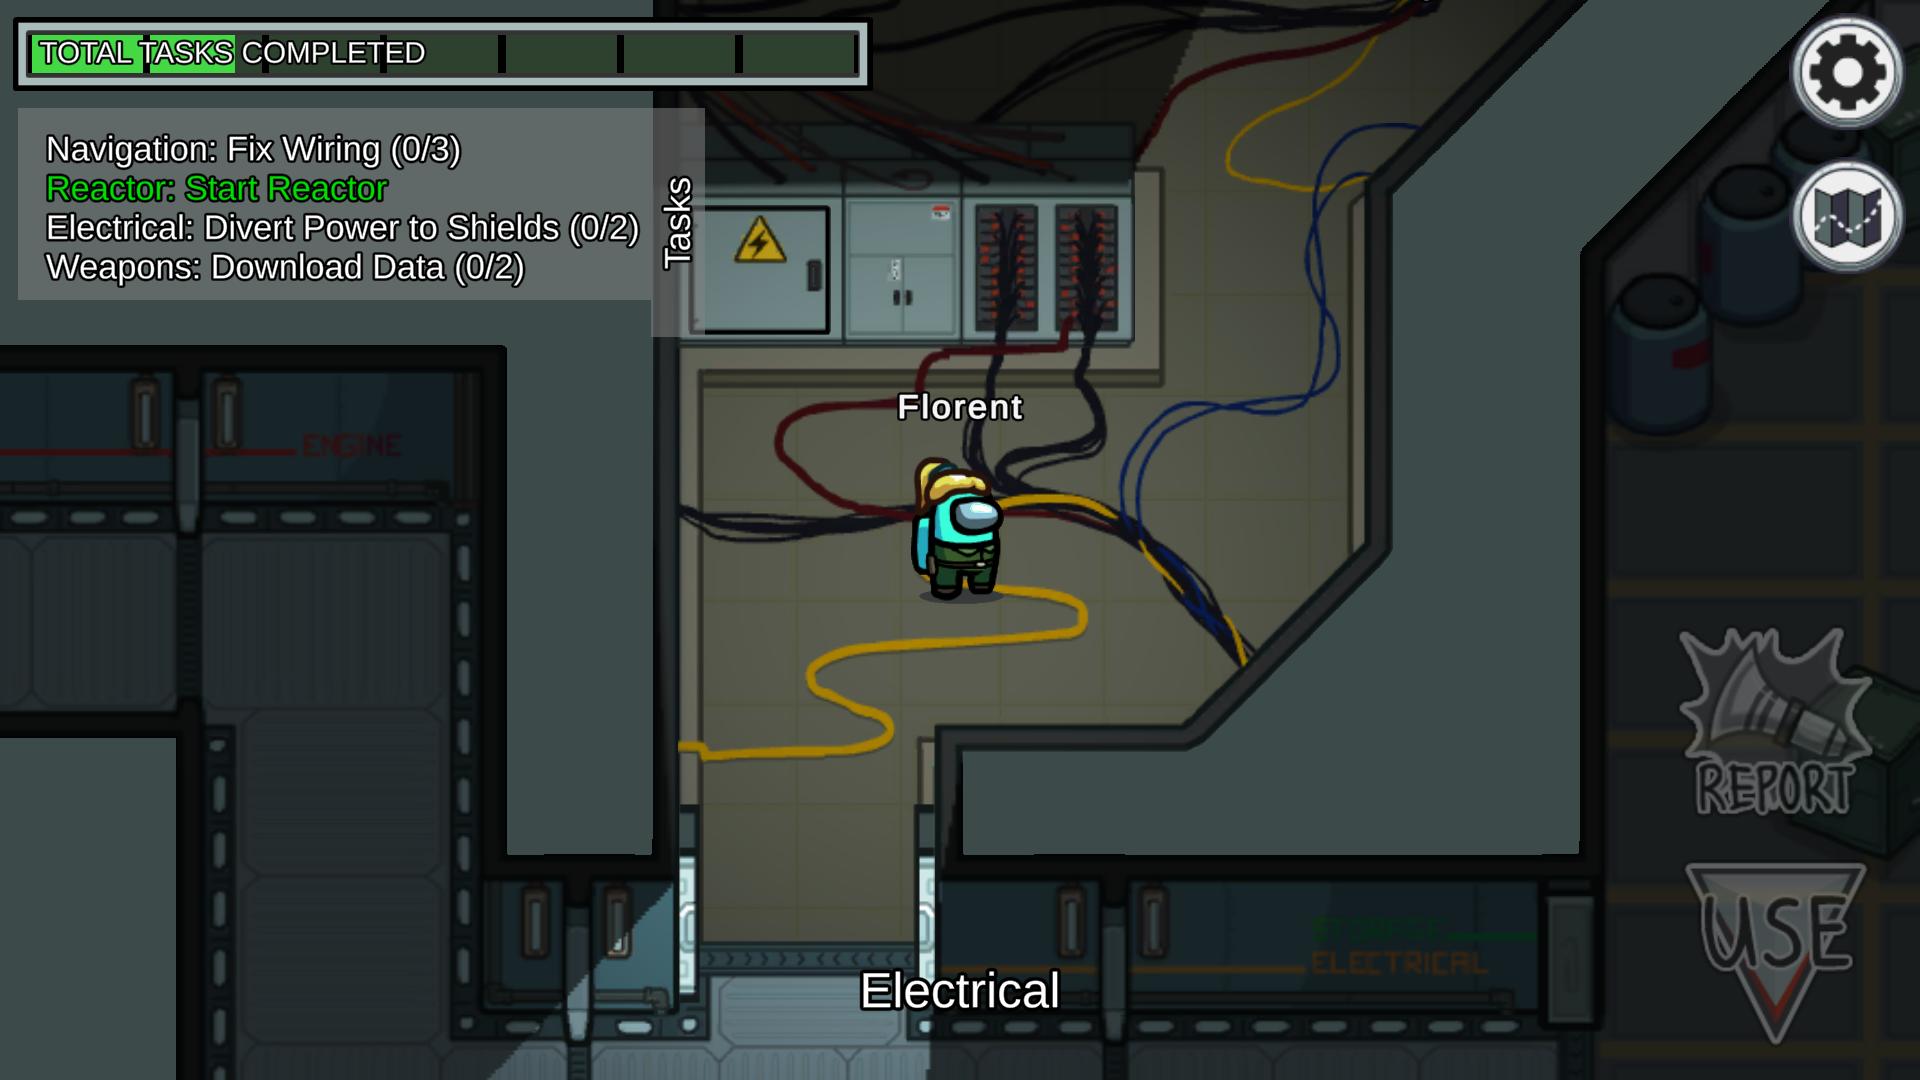 TOTAL TASKS COMPLETED
Navigation: Fix Wiring (0/3)
Reactor: Start Reactor
Electrical: Divert Power to Shields (0/2)
Weapons: Download Data (0/2)
Tasks
Florent
ENGINE
REPORT
STORAGE
ELECTRICAL
USE
Electrical